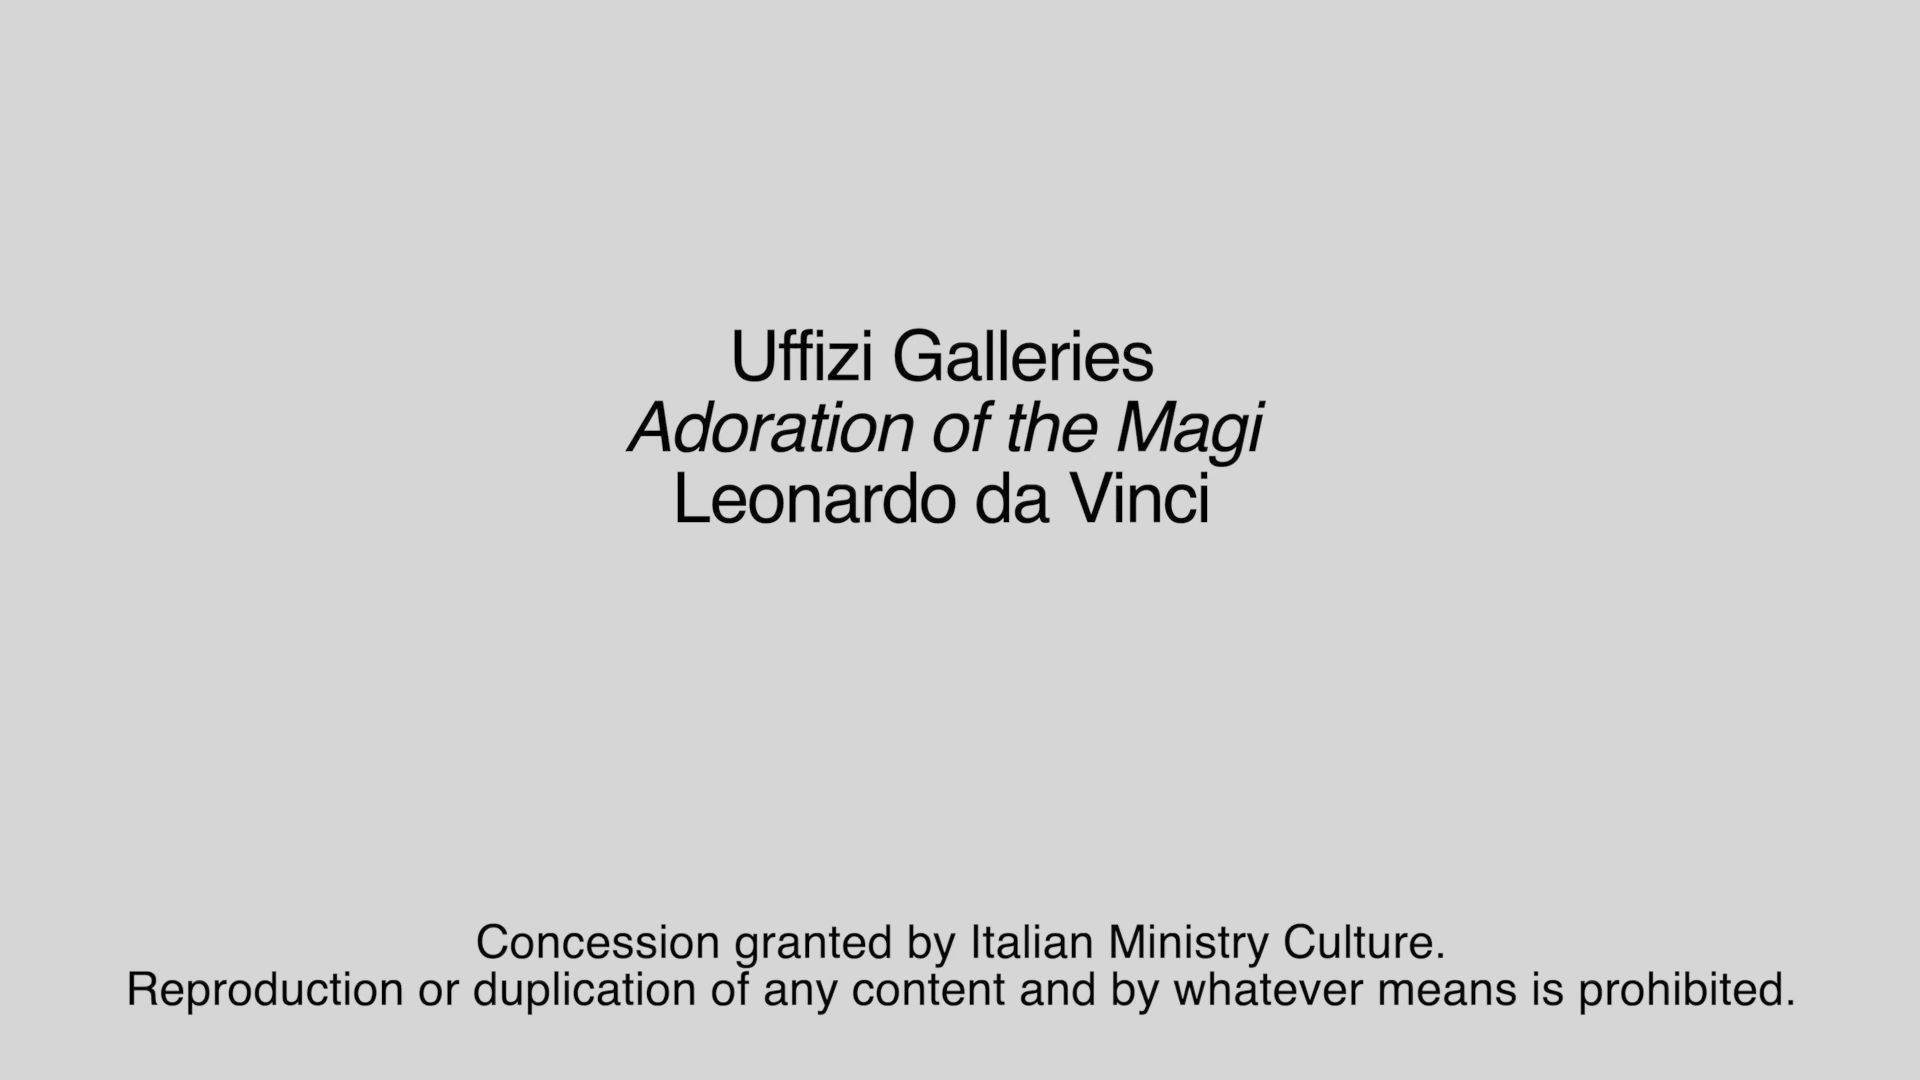 Uffizi Galleries
Adoration of the Magi
Leonardo da Vinci
Concession granted by Italian Ministry Culture.
Reproduction or duplication of any content and by whatever means is prohibited.